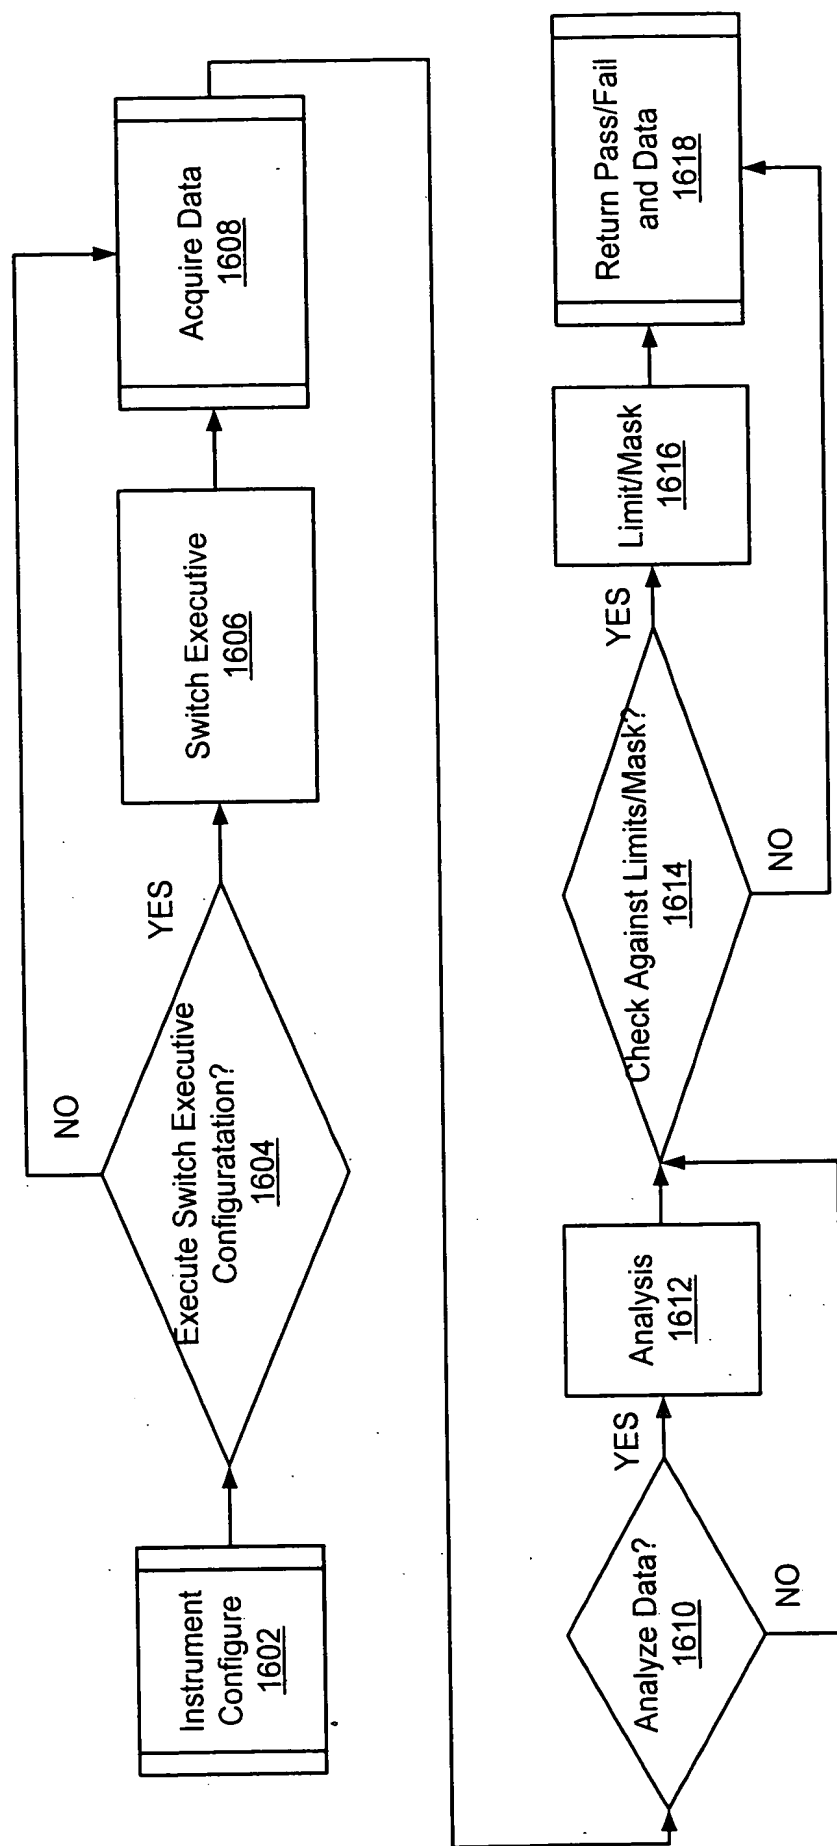 Instrument
Configure
1602
Execute Switch Executive
Configuratation?
1604
NO
YES
Switch Executive
1606
Acquire Data
1608
Analyze Data?
1610
YES
NO
Analysis
1612
Check Against Limits/Mask?
1614
YES
NO
Limit/Mask
1616
Return Pass/Fail
and Data
1618